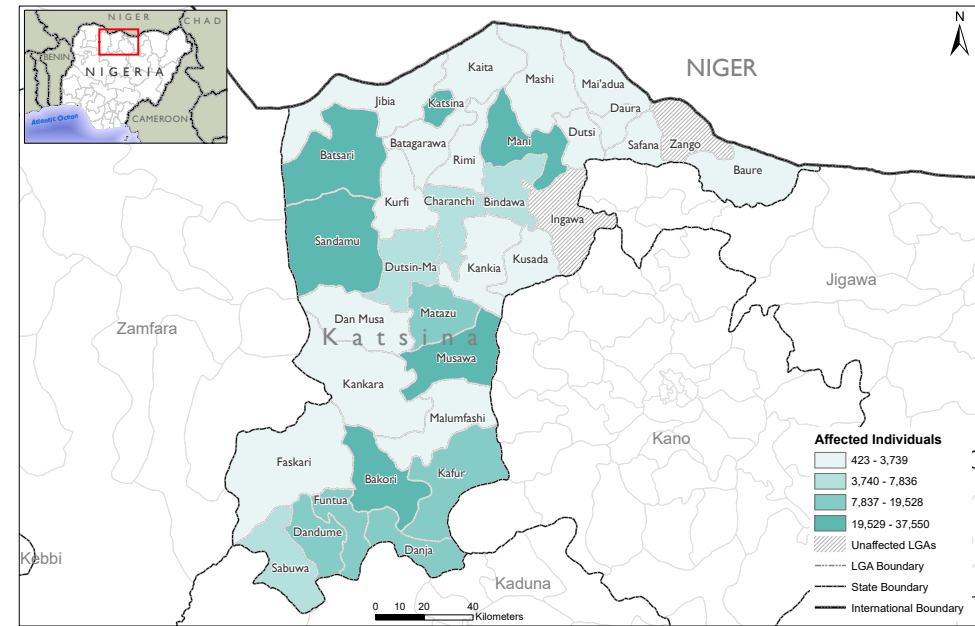 NIGER
CHAD
BENIN
NIGERIA
Atlantic Ocean
CAMEROON
N
NIGER
Kaita
Mashi
Mai'adua
Jibia
Katsina
Daura
Batsari
Batagarawa
Rimi
Mani
Dutsi
Safana
Zango
Baure
Kurfi
Charanchi
Bindawa
Ingawa
Sandamu
Dutsin-Ma
Kankia
Kusada
Jigawa
Zamfara
Dan Musa
Matazu
Katsina
Musawa
Kankara
Malumfashi
Kano
Faskari
Bakori
Kafur
Funtua
Dandume
Danja
Sabuwa
Kebbi
Kaduna
Affected Individuals
423 - 3,739
3,740 - 7,836
7,837 - 19,528
19,529 - 37,550
Unaffected LGAs
LGA Boundary
State Boundary
International Boundary
0 10 20 40
Kilometers